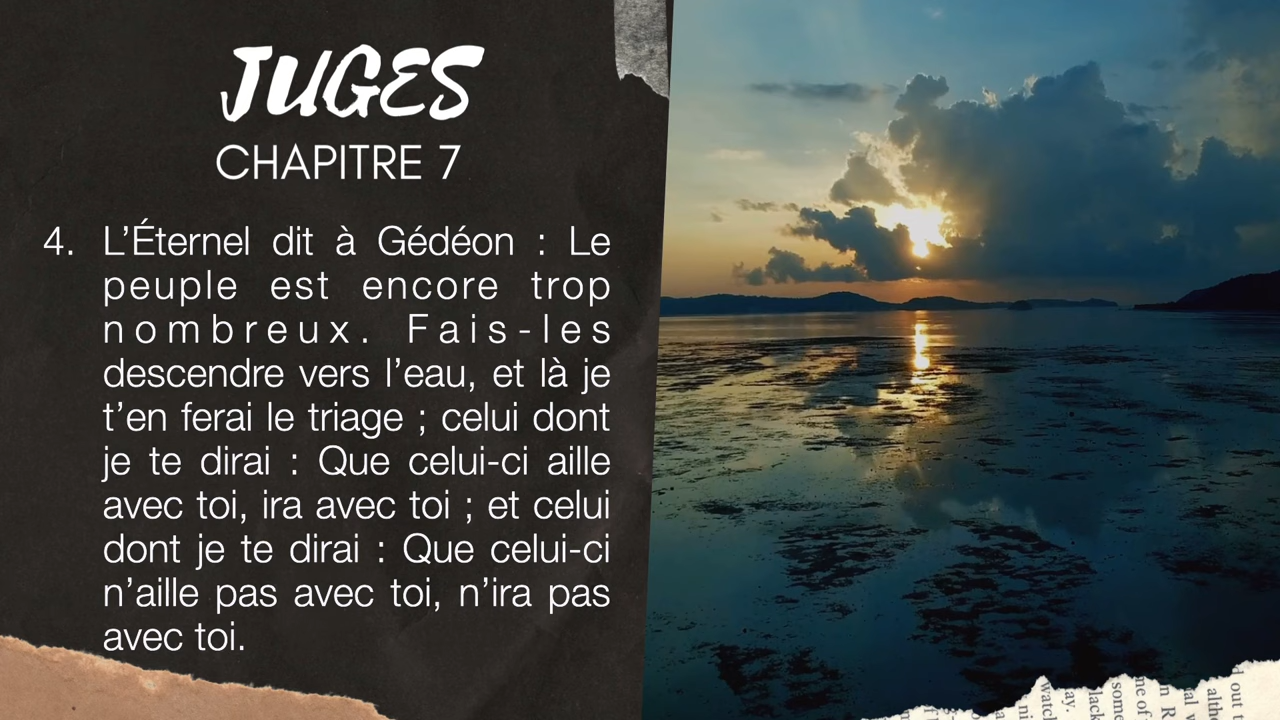 JUGES
CHAPITRE 7
4. L’Éternel dit à Gédéon : Le
peuple est encore trop
nombreux. Fais-les
descendre vers l’eau, et là je
t’en ferai le triage ; celui dont
je te dirai : Que celui-ci aille
avec toi, ira avec toi ; et celui
dont je te dirai : Que celui-ci
n’aille pas avec toi, n’ira pas
avec toi.